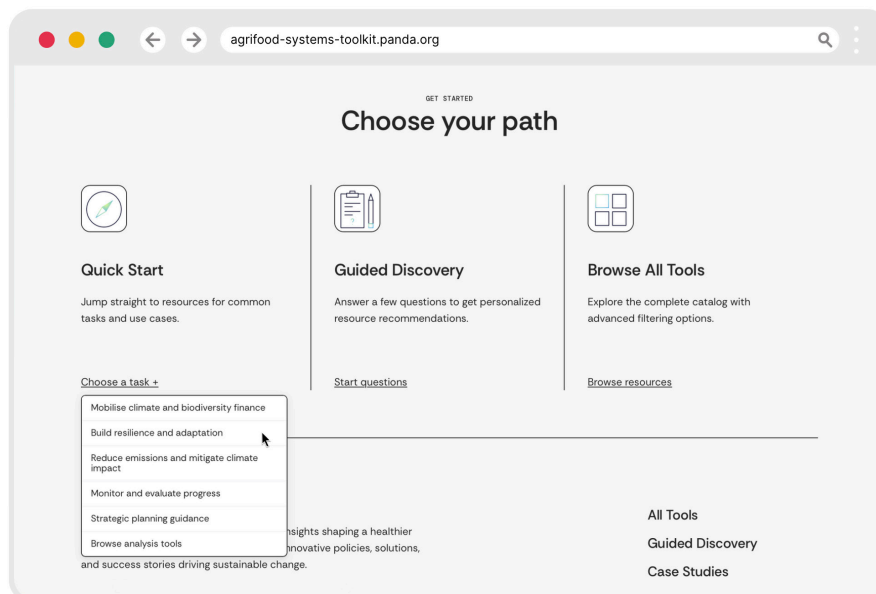 agrifood-systems-toolkit.panda.org
GET STARTED
Choose your path
Quick Start
Jump straight to resources for common
tasks and use cases.
Choose a task +
Guided Discovery
Answer a few questions to get personalized
resource recommendations.
Start questions
Browse All Tools
Explore the complete catalog with
advanced filtering options.
Browse resources
Mobilise climate and biodiversity finance
Build resilience and adaptation
Reduce emissions and mitigate climate
impact
Monitor and evaluate progress
Strategic planning guidance
Browse analysis tools
shaping a healthier
policies, solutions,
and success stories driving sustainable change.
All Tools
Guided Discovery
Case Studies